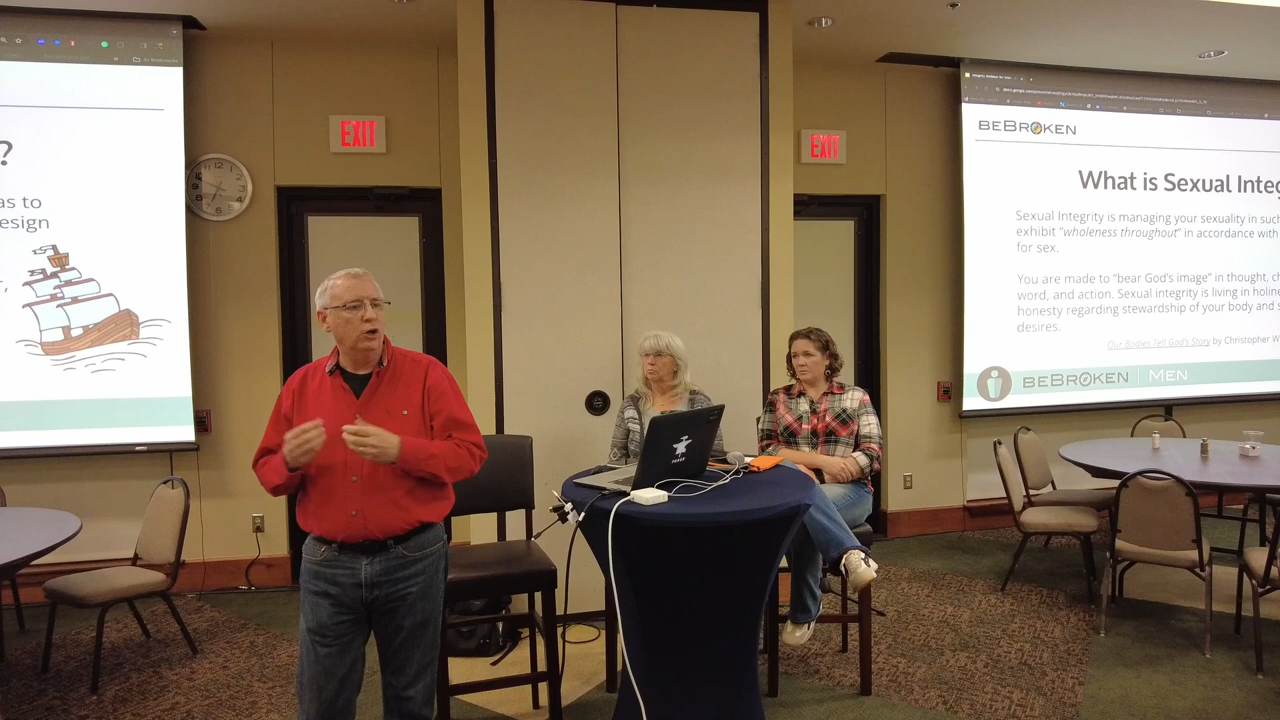 All Bookmarks
?
as to
esign
EXIT
EXIT
BEBROKEN
What is Sexual Integ
Sexual Integrity is managing your sexuality in such
exhibit "wholeness throughout" in accordance with
for sex.
You are made to "bear God's image" in thought, ch
word, and action. Sexual integrity is living in holine
honesty regarding stewardship of your body and s
desires.
Our Bodies Tell God's Story by Christopher W
BEBROKEN | MEN
FORGE